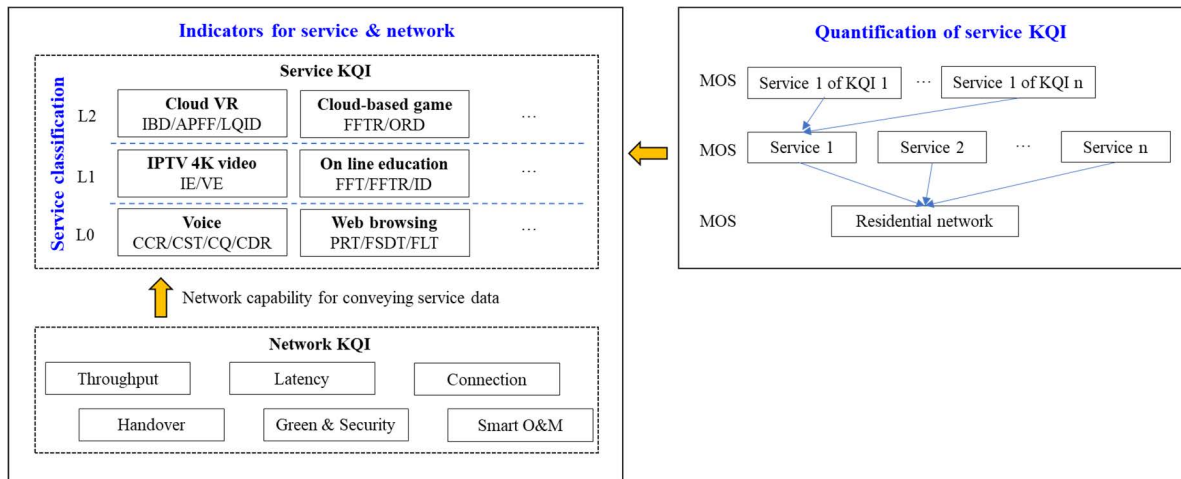 Indicators for service & network
Service KQI
Service classification
L2
Cloud VR
IBD/APFF/LQID
Cloud-based game
FFTR/ORD
…
L1
IPTV 4K video
IE/VE
On line education
FFT/FFTR/ID
…
L0
Voice
CCR/CST/CQ/CDR
Web browsing
PRT/FSDT/FLT
…
Network capability for conveying service data
Network KQI
Throughput
Latency
Connection
Handover
Green & Security
Smart O&M
Quantification of service KQI
MOS
Service 1 of KQI 1
…
Service 1 of KQI n
MOS
Service 1
Service 2
…
Service n
MOS
Residential network